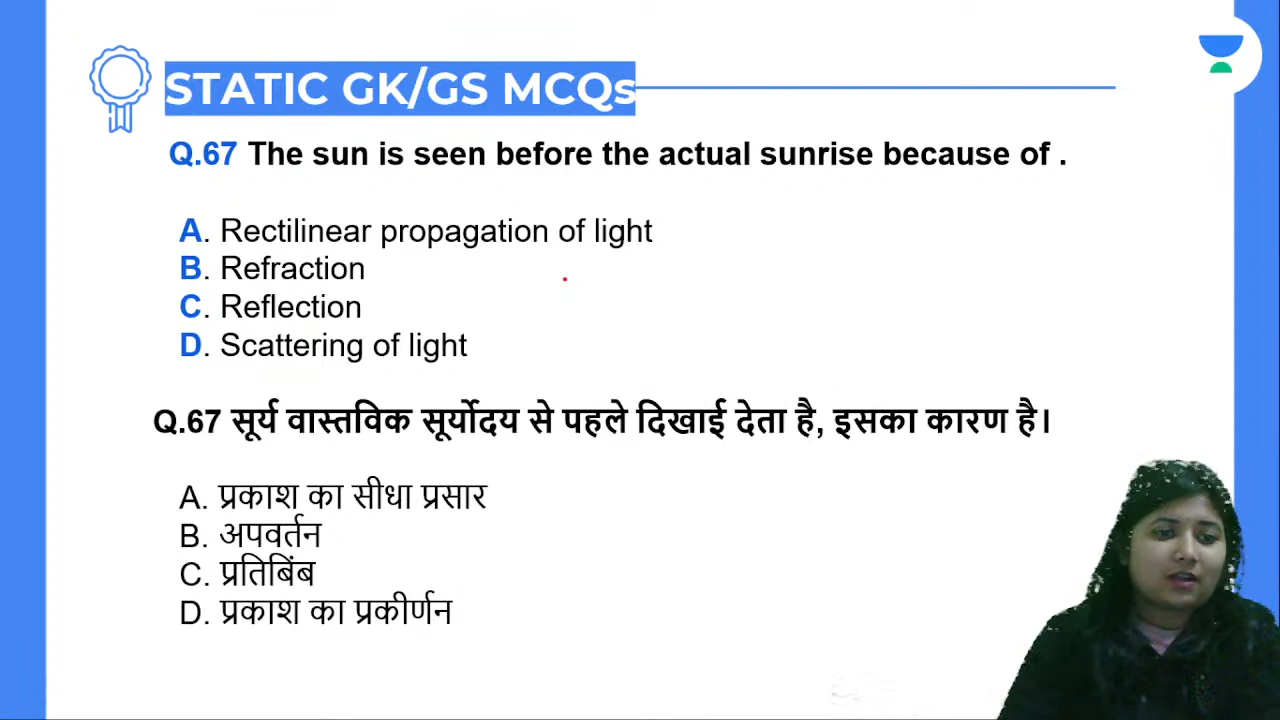 STATIC GK/GS MCQs
Q.67 The sun is seen before the actual sunrise because of .
A. Rectilinear propagation of light
B. Refraction
C. Reflection
D. Scattering of light
Q.67 सूर्य वास्तविक सूर्योदय से पहले दिखाई देता है, इसका कारण है।
A. प्रकाश का सीधा प्रसार
B. अपवर्तन
C. प्रतिबिंब
D. प्रकाश का प्रकीर्णन